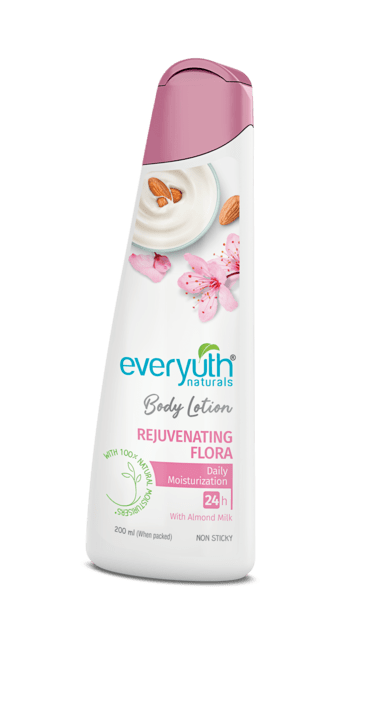 everyuth®
naturals
Body Lotion
REJUVENATING
FLORA
Daily
Moisturization
24h
With Almond Milk
WITH 100% NATURAL MOISTURISERS*
200 ml (When packed)
NON STICKY